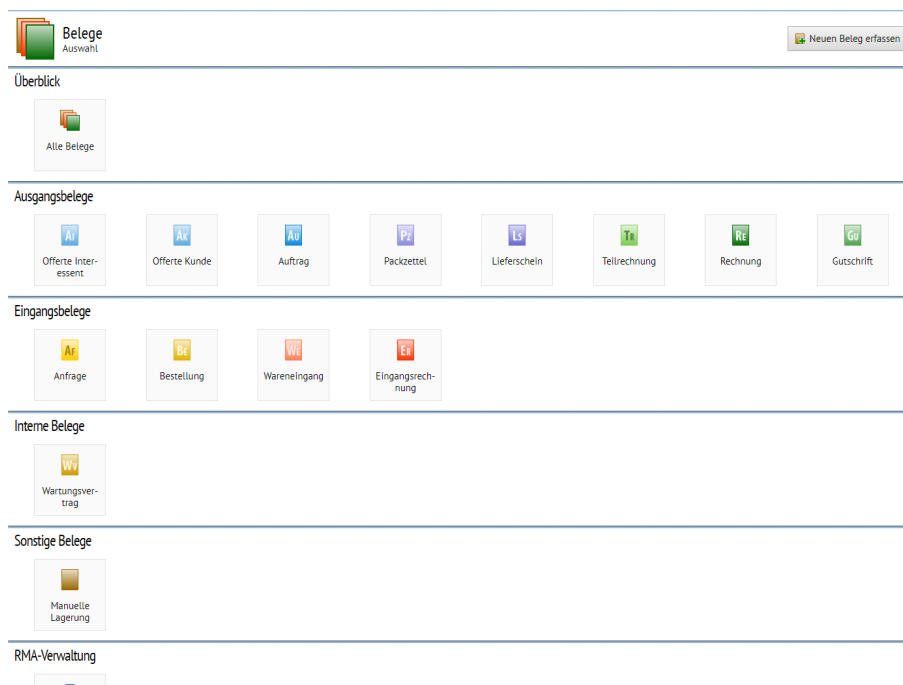 Belege
Auswahl
Neuen Beleg erfassen
Überblick
Alle Belege
Ausgangsbelege
AI
AK
AU
PZ
LS
TR
RE
GU
Offerte Inter-
essent
Offerte Kunde
Auftrag
Packzettel
Lieferschein
Teilrechnung
Rechnung
Gutschrift
Eingangsbelege
AF
BE
WE
ER
Anfrage
Bestellung
Wareneingang
Eingangsrech-
nung
Interne Belege
WV
Wartungsver-
trag
Sonstige Belege
Manuelle
Lagerung
RMA-Verwaltung